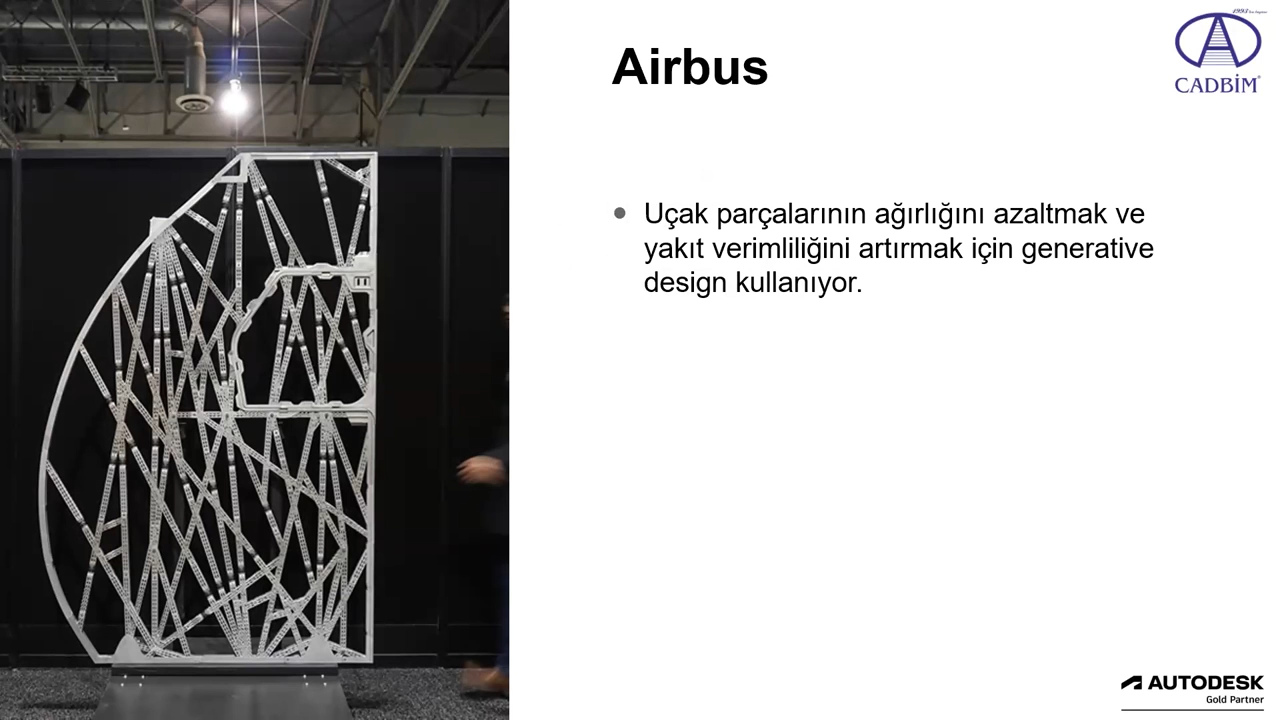 Airbus
CADBİM
Uçak parçalarının ağırlığını azaltmak ve
yakıt verimliliğini artırmak için generative
design kullanıyor.
AUTODESK
Gold Partner